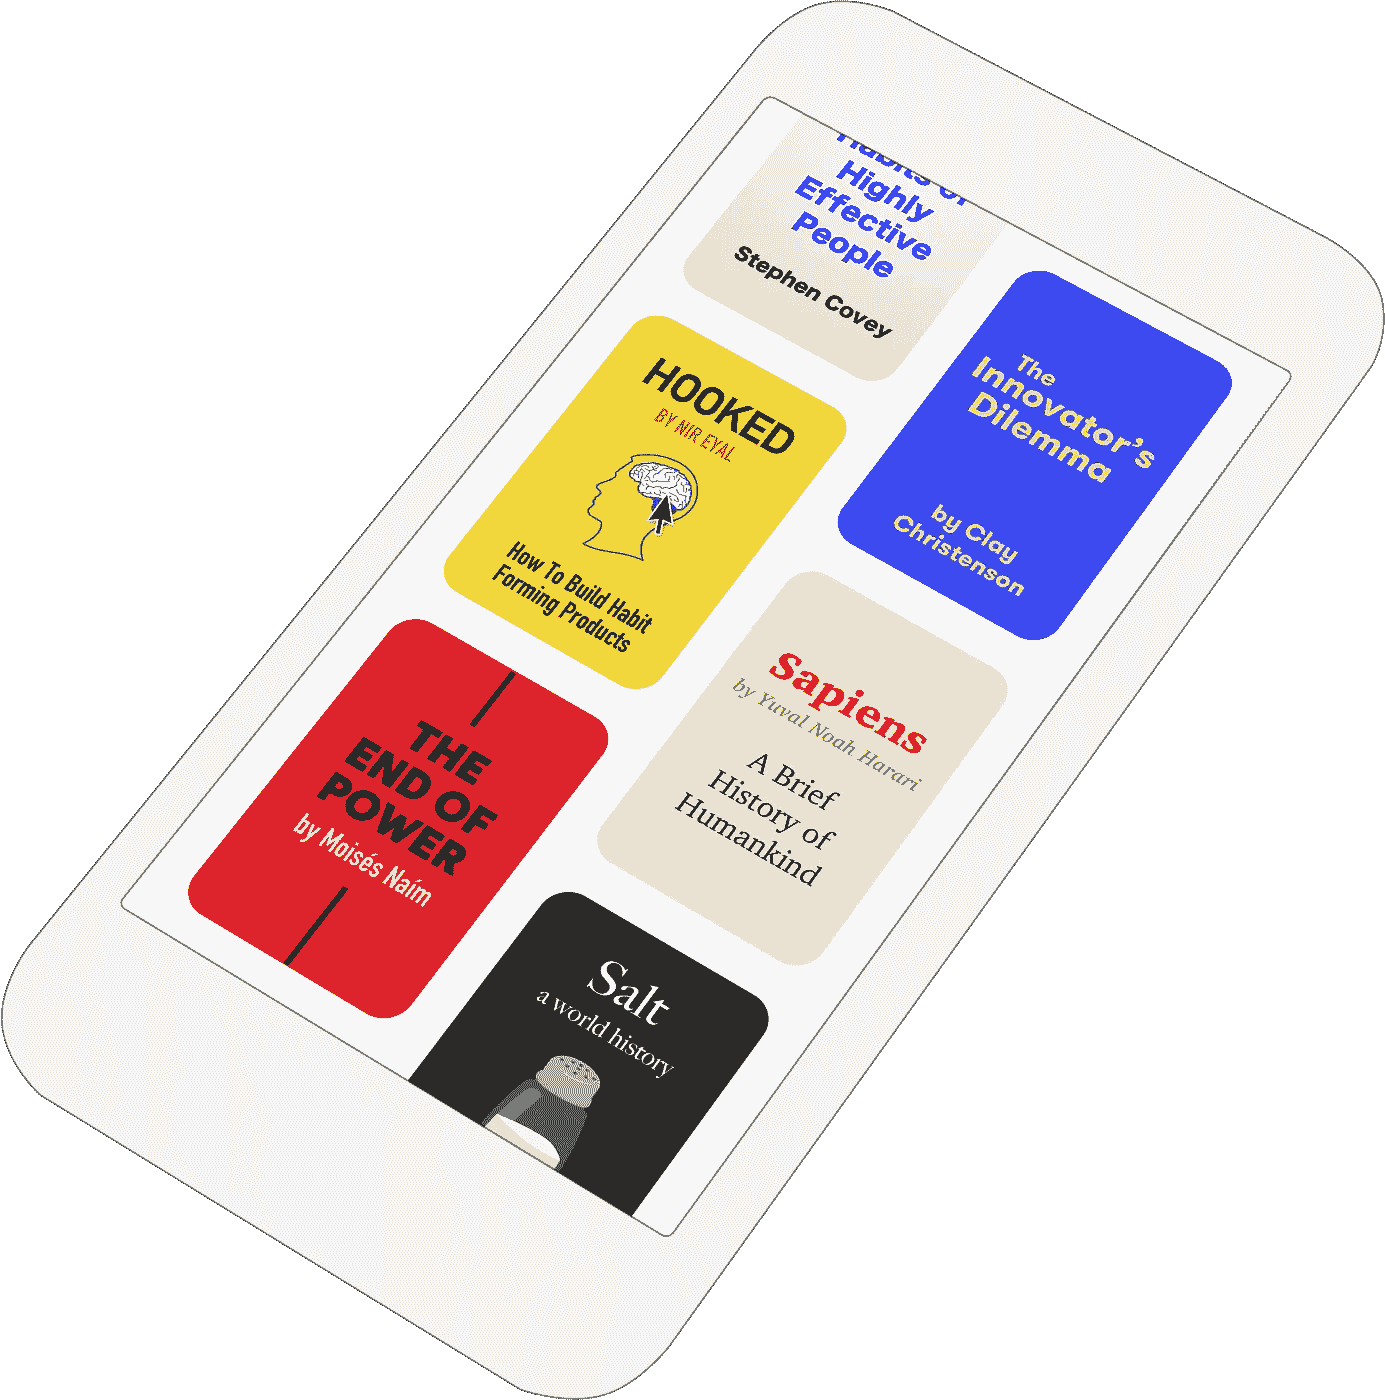 Habits of
Highly
Effective
People
Stephen Covey
The
Innovator's
Dilemma
by Clay
Christenson
HOOKED
BY NIR EYAL
How To Build Habit
Forming Products
Sapiens
by Yuval Noah Harari
A Brief
History of
Humankind
THE
END OF
POWER
by Moisés Naím
Salt
a world history